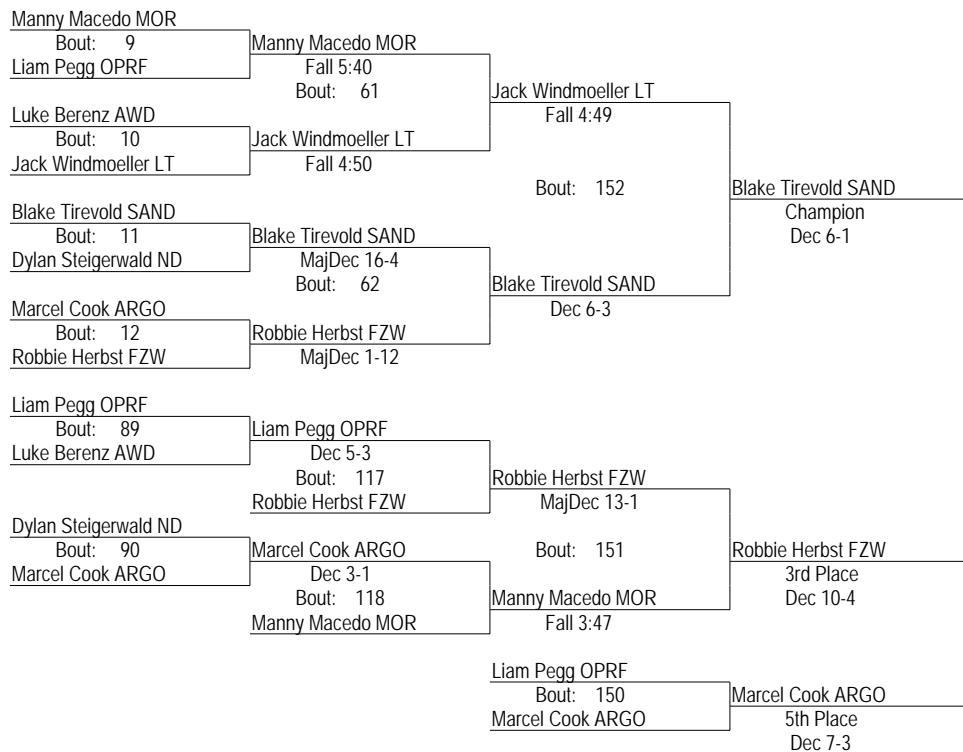 Manny Macedo MOR
Bout: 9
Liam Pegg OPRF
Manny Macedo MOR
Fall 5:40
Bout: 61
Luke Berenz AWD
Bout: 10
Jack Windmoeller LT
Jack Windmoeller LT
Fall 4:50
Jack Windmoeller LT
Fall 4:49
Bout: 152
Blake Tirevold SAND
Bout: 11
Dylan Steigerwald ND
Blake Tirevold SAND
MajDec 16-4
Bout: 62
Marcel Cook ARGO
Bout: 12
Robbie Herbst FZW
Robbie Herbst FZW
MajDec 1-12
Blake Tirevold SAND
Dec 6-3
Blake Tirevold SAND
Champion
Dec 6-1
Liam Pegg OPRF
Bout: 89
Luke Berenz AWD
Liam Pegg OPRF
Dec 5-3
Bout: 117
Robbie Herbst FZW
Robbie Herbst FZW
MajDec 13-1
Bout: 151
Dylan Steigerwald ND
Bout: 90
Marcel Cook ARGO
Marcel Cook ARGO
Dec 3-1
Bout: 118
Manny Macedo MOR
Manny Macedo MOR
Fall 3:47
Robbie Herbst FZW
3rd Place
Dec 10-4
Liam Pegg OPRF
Bout: 150
Marcel Cook ARGO
Marcel Cook ARGO
5th Place
Dec 7-3